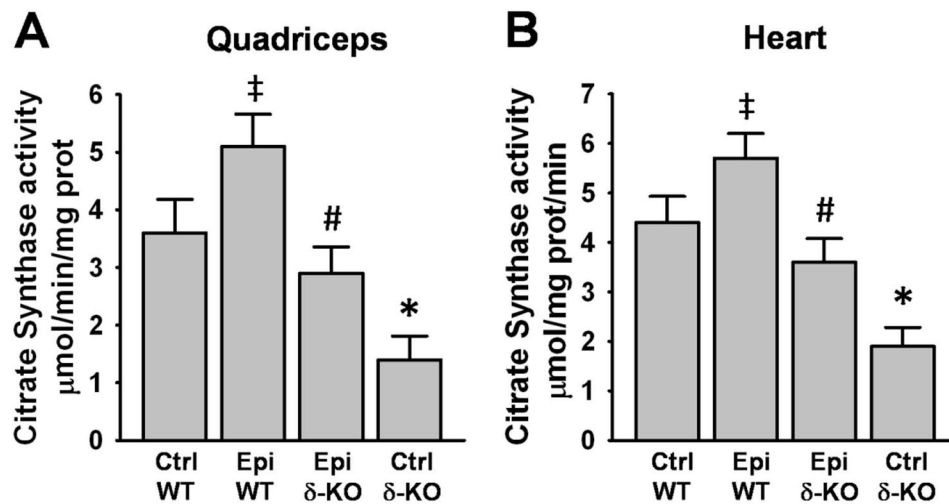 A
Quadriceps
Citrate Synthase activity
μmol/min/mg prot
6
5
4
3
2
1
0
‡
#
*
Ctrl
WT
Epi
WT
Epi
δ-KO
Ctrl
δ-KO
B
Heart
Citrate Synthase activity
μmol/mg prot/min
7
6
5
4
3
2
1
0
‡
#
*
Ctrl
WT
Epi
WT
Epi
δ-KO
Ctrl
δ-KO